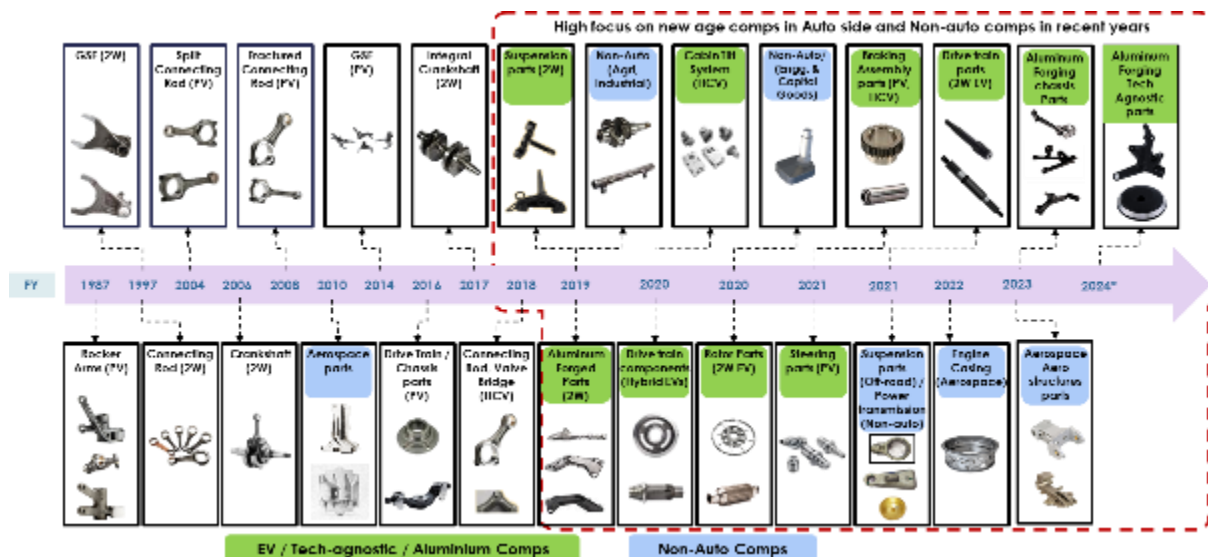 High focus on new age comps in Auto side and Non-auto comps in recent years
GSF (2W)
Split
Connecting
Rod (PV)
Fractured
Connecting
Rod (PV)
GSF
(PV)
Integral
Crankshaft
(2W)
Suspension
parts (2W)
Non-Auto
(Agri,
Industrial)
Cabin Tilt
System
(HCV)
Non-Auto/
(Engg. &
Capital
Goods)
Braking
Assembly
parts (PV,
HCV)
Drive train
parts
(2W EV)
Aluminum
Forging
chassis
Parts
Aluminum
Forging
Tech
Agnostic
parts
FY
1987
1997
2004
2006
2008
2010
2014
2016
2017
2018
2019
2020
2020
2021
2021
2022
2023
2024*
Rocker
Arms (PV)
Connecting
Rod (2W)
Crankshaft
(2W)
Aerospace
parts
Drive Train /
Chassis
parts
(PV)
Connecting
Rod, Valve
Bridge
(HCV)
Aluminum
Forged
Parts
(2W)
Drive train
components
(Hybrid EVs)
Rotor Parts
(2W EV)
Steering
parts (PV)
Suspension
parts
(Off-road) /
Power
transmission
(Non-auto)
Engine
Casing
(Aerospace)
Aerospace
Aero
structures
parts
EV / Tech-agnostic / Aluminium Comps
Non-Auto Comps